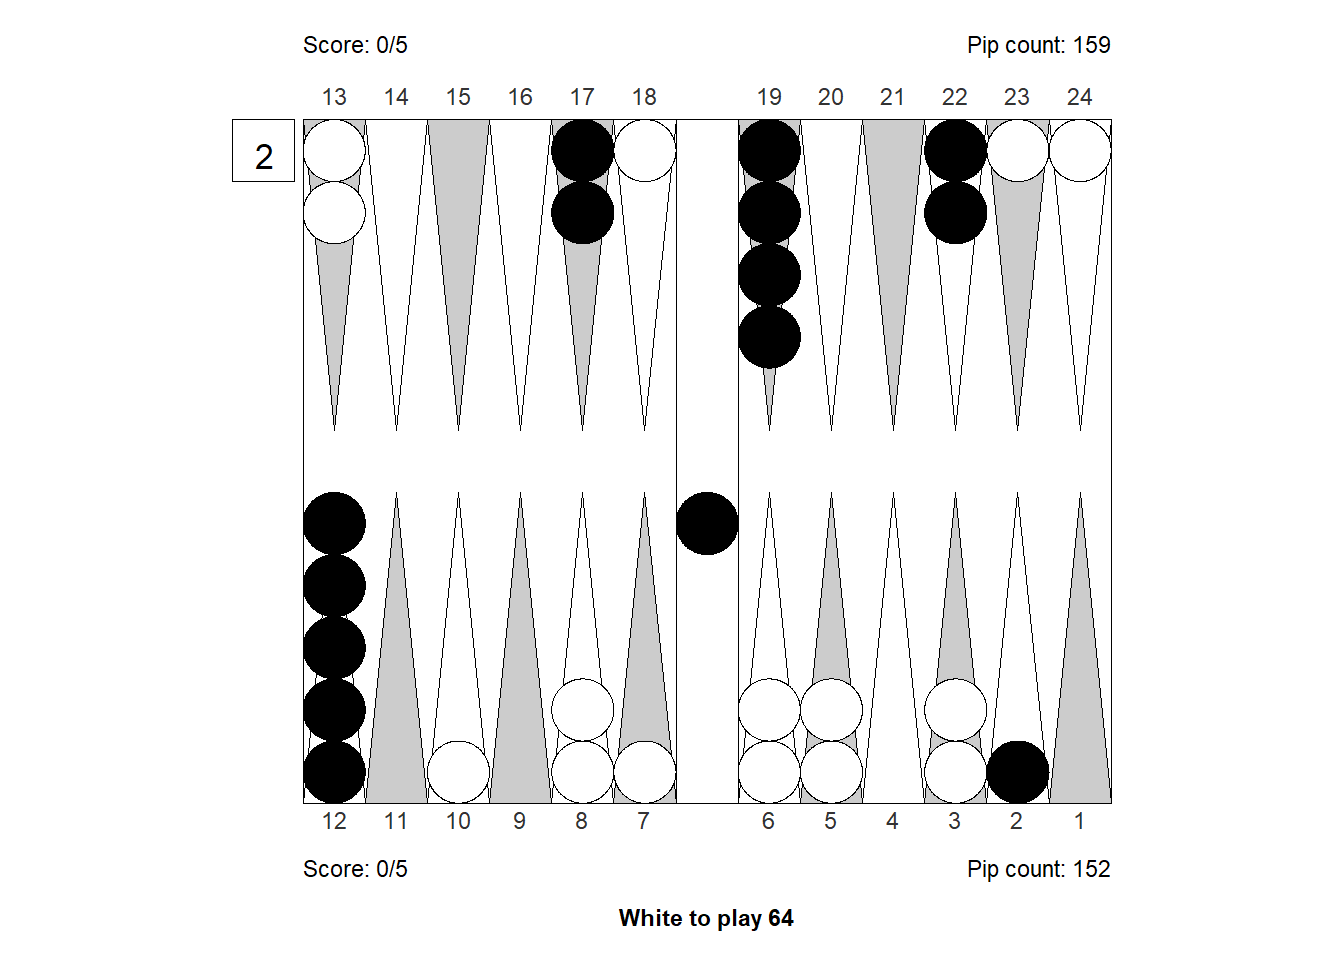 Score: 0/5 Pip count: 159
13 14 15 16 17 18 19 20 21 22 23 24
2
12 11 10 9 8 7 6 5 4 3 2 1
Score: 0/5 Pip count: 152
White to play 64